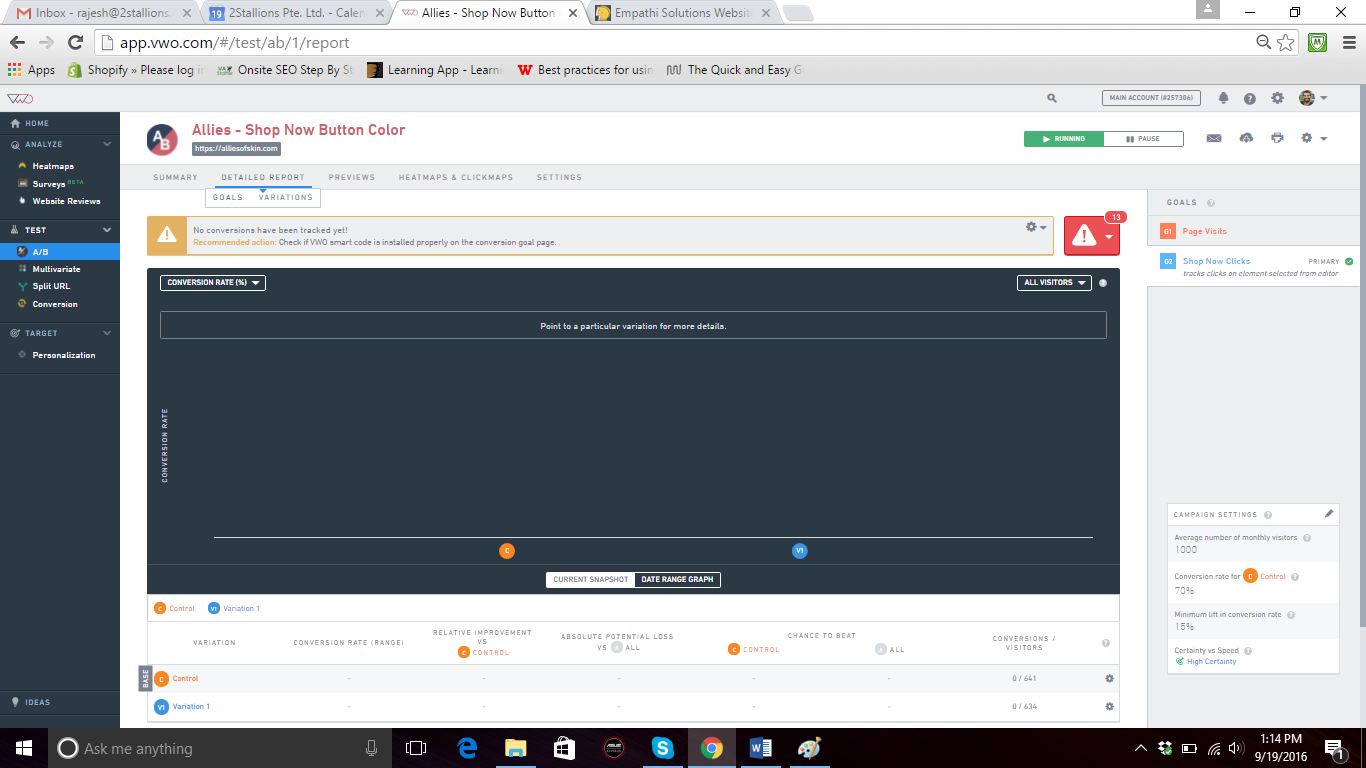 Inbox - rajesh@2stallions.
2Stallions Pte. Ltd. - Calen
Allies - Shop Now Button
Empathi Solutions Website
app.vwo.com/#/test/ab/1/report
Apps
Shopify » Please log i
Onsite SEO Step By St
Learning App - Learni
Best practices for usin
The Quick and Easy G
VWO
MAIN ACCOUNT (#257306)
HOME
ANALYZE
Heatmaps
Surveys BETA
Website Reviews
TEST
A/B
Multivariate
Split URL
Conversion
TARGET
Personalization
IDEAS
AB
Allies - Shop Now Button Color
https://alliesofskin.com
RUNNING
PAUSE
SUMMARY
DETAILED REPORT
PREVIEWS
HEATMAPS & CLICKMAPS
SETTINGS
GOALS
VARIATIONS
No conversions have been tracked yet!
Recommended action: Check if VWO smart code is installed properly on the conversion goal page.
13
CONVERSION RATE (%)
ALL VISITORS
Point to a particular variation for more details.
CONVERSION RATE
C
V1
CURRENT SNAPSHOT
DATE RANGE GRAPH
C Control
V1 Variation 1
VARIATION
CONVERSION RATE (RANGE)
RELATIVE IMPROVEMENT
VS
C CONTROL
ABSOLUTE POTENTIAL LOSS
VS A ALL
CHANCE TO BEAT
C CONTROL
A ALL
CONVERSIONS /
VISITORS
BASE
C Control - - - - - 0 / 641
V1 Variation 1 - - - - - 0 / 634
GOALS
G1 Page Visits
G2 Shop Now Clicks PRIMARY
tracks clicks on element selected from editor
CAMPAIGN SETTINGS
Average number of monthly visitors
1000
Conversion rate for C Control
70%
Minimum lift in conversion rate
15%
Certainty vs Speed
High Certainty
Ask me anything
1:14 PM
9/19/2016
1